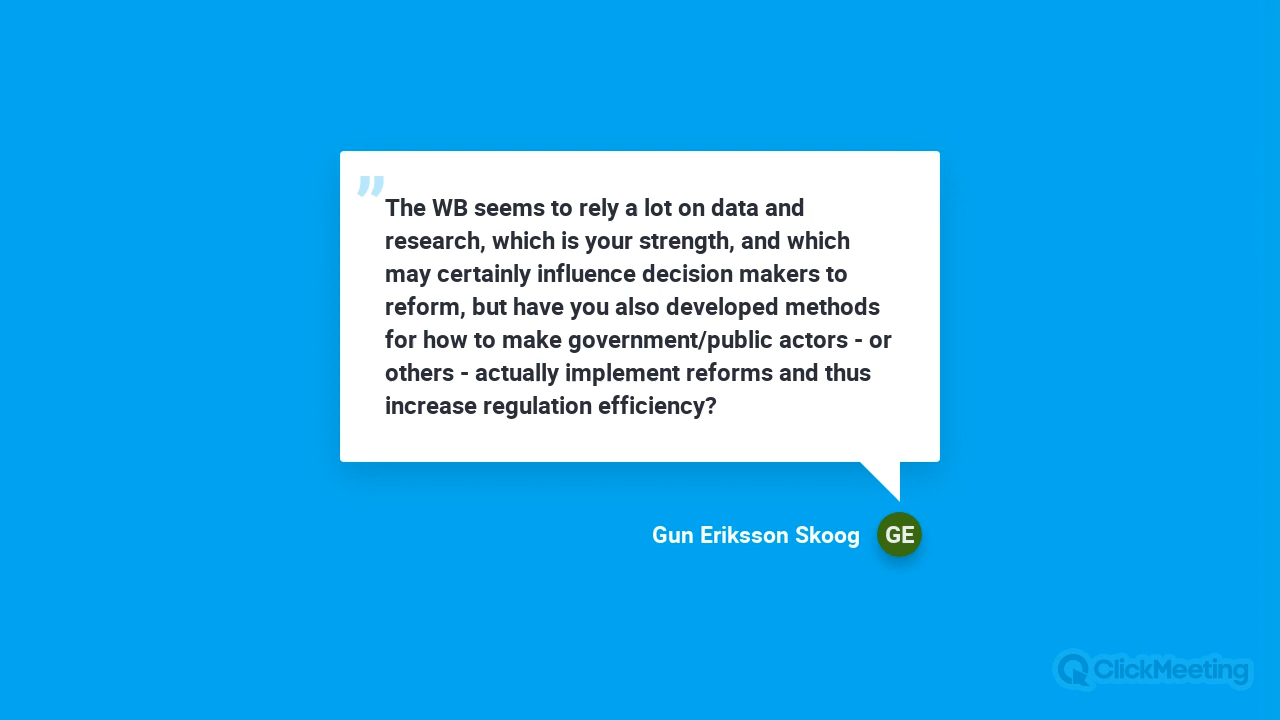 ”
The WB seems to rely a lot on data and
research, which is your strength, and which
may certainly influence decision makers to
reform, but have you also developed methods
for how to make government/public actors - or
others - actually implement reforms and thus
increase regulation efficiency?
Gun Eriksson Skoog GE
ClickMeeting